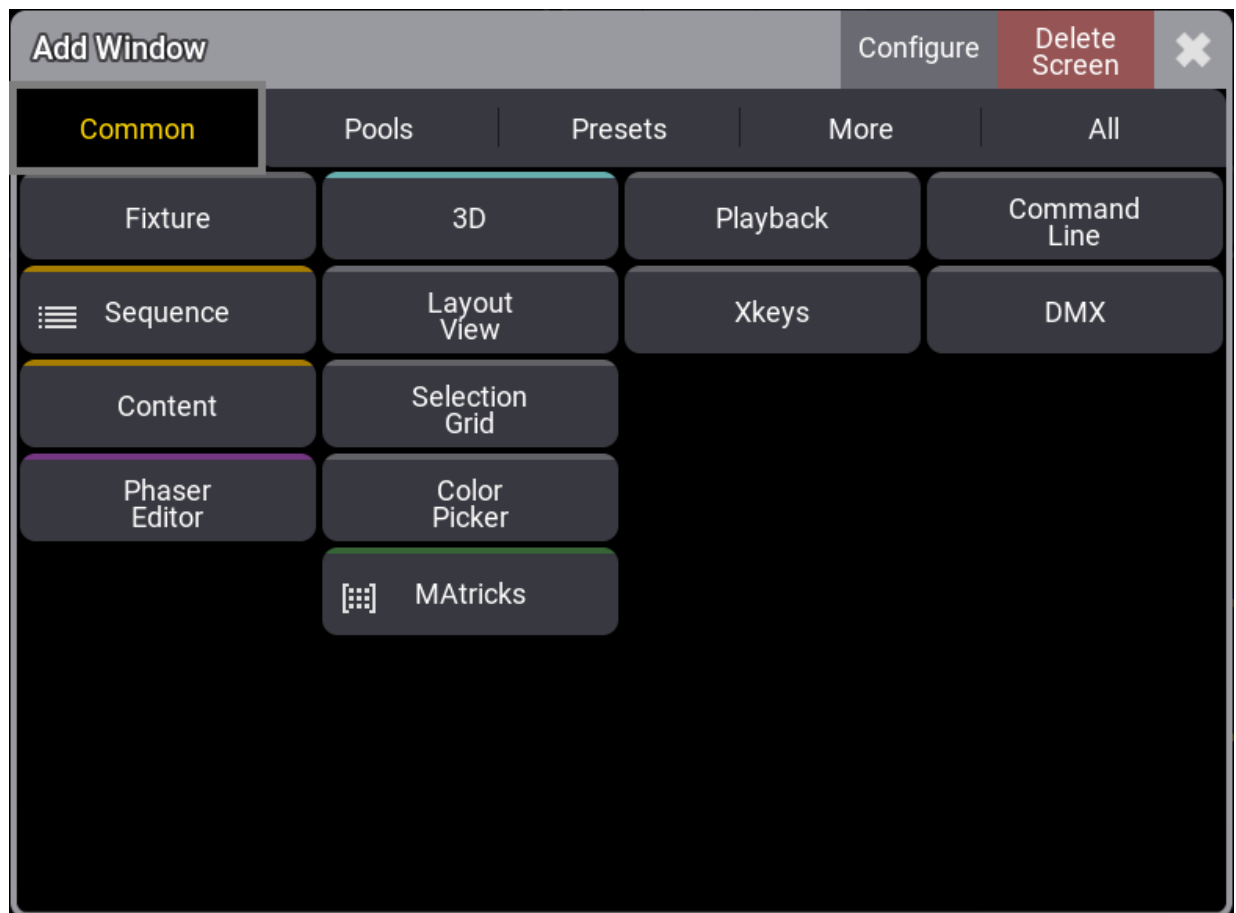 Add Window
Configure
Delete
Screen
Common
Pools
Presets
More
All
Fixture
3D
Playback
Command
Line
Sequence
Layout
View
Xkeys
DMX
Content
Selection
Grid
Phaser
Editor
Color
Picker
MAtricks